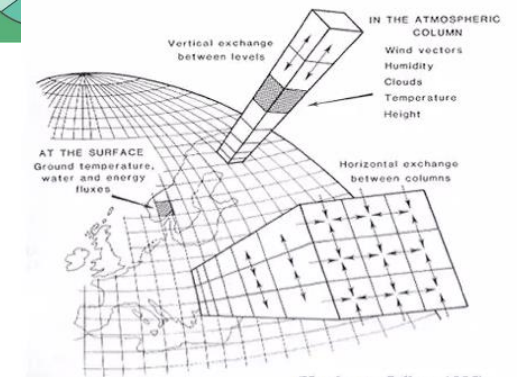 IN THE ATMOSPHERIC
COLUMN
Wind vectors
Humidity
Clouds
Temperature
Height
Vertical exchange
between levels
AT THE SURFACE
Ground temperature,
water and energy
fluxes
Horizontal exchange
between columns